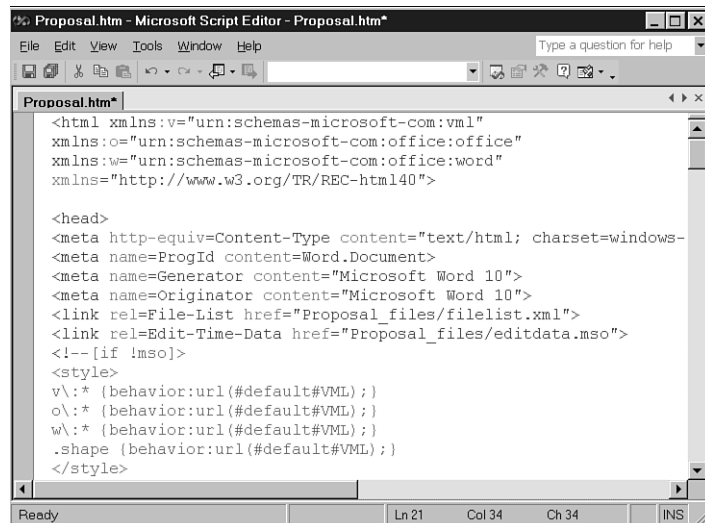 Proposal.htm - Microsoft Script Editor - Proposal.htm*
File Edit View Tools Window Help Type a question for help
Proposal.htm*
<html xmlns:v="urn:schemas-microsoft-com:vml"
xmlns:o="urn:schemas-microsoft-com:office:office"
xmlns:w="urn:schemas-microsoft-com:office:word"
xmlns="http://www.w3.org/TR/REC-html40">
<head>
<meta http-equiv=Content-Type content="text/html; charset=windows-
<meta name=ProgId content=Word.Document>
<meta name=Generator content="Microsoft Word 10">
<meta name=Originator content="Microsoft Word 10">
<link rel=File-List href="Proposal_files/filelist.xml">
<link rel=Edit-Time-Data href="Proposal_files/editdata.mso">
<!--[if !mso]>
<style>
v\:* {behavior:url(#default#VML);}
o\:* {behavior:url(#default#VML);}
w\:* {behavior:url(#default#VML);}
.shape {behavior:url(#default#VML);}
</style>
Ready Ln 21 Col 34 Ch 34 INS